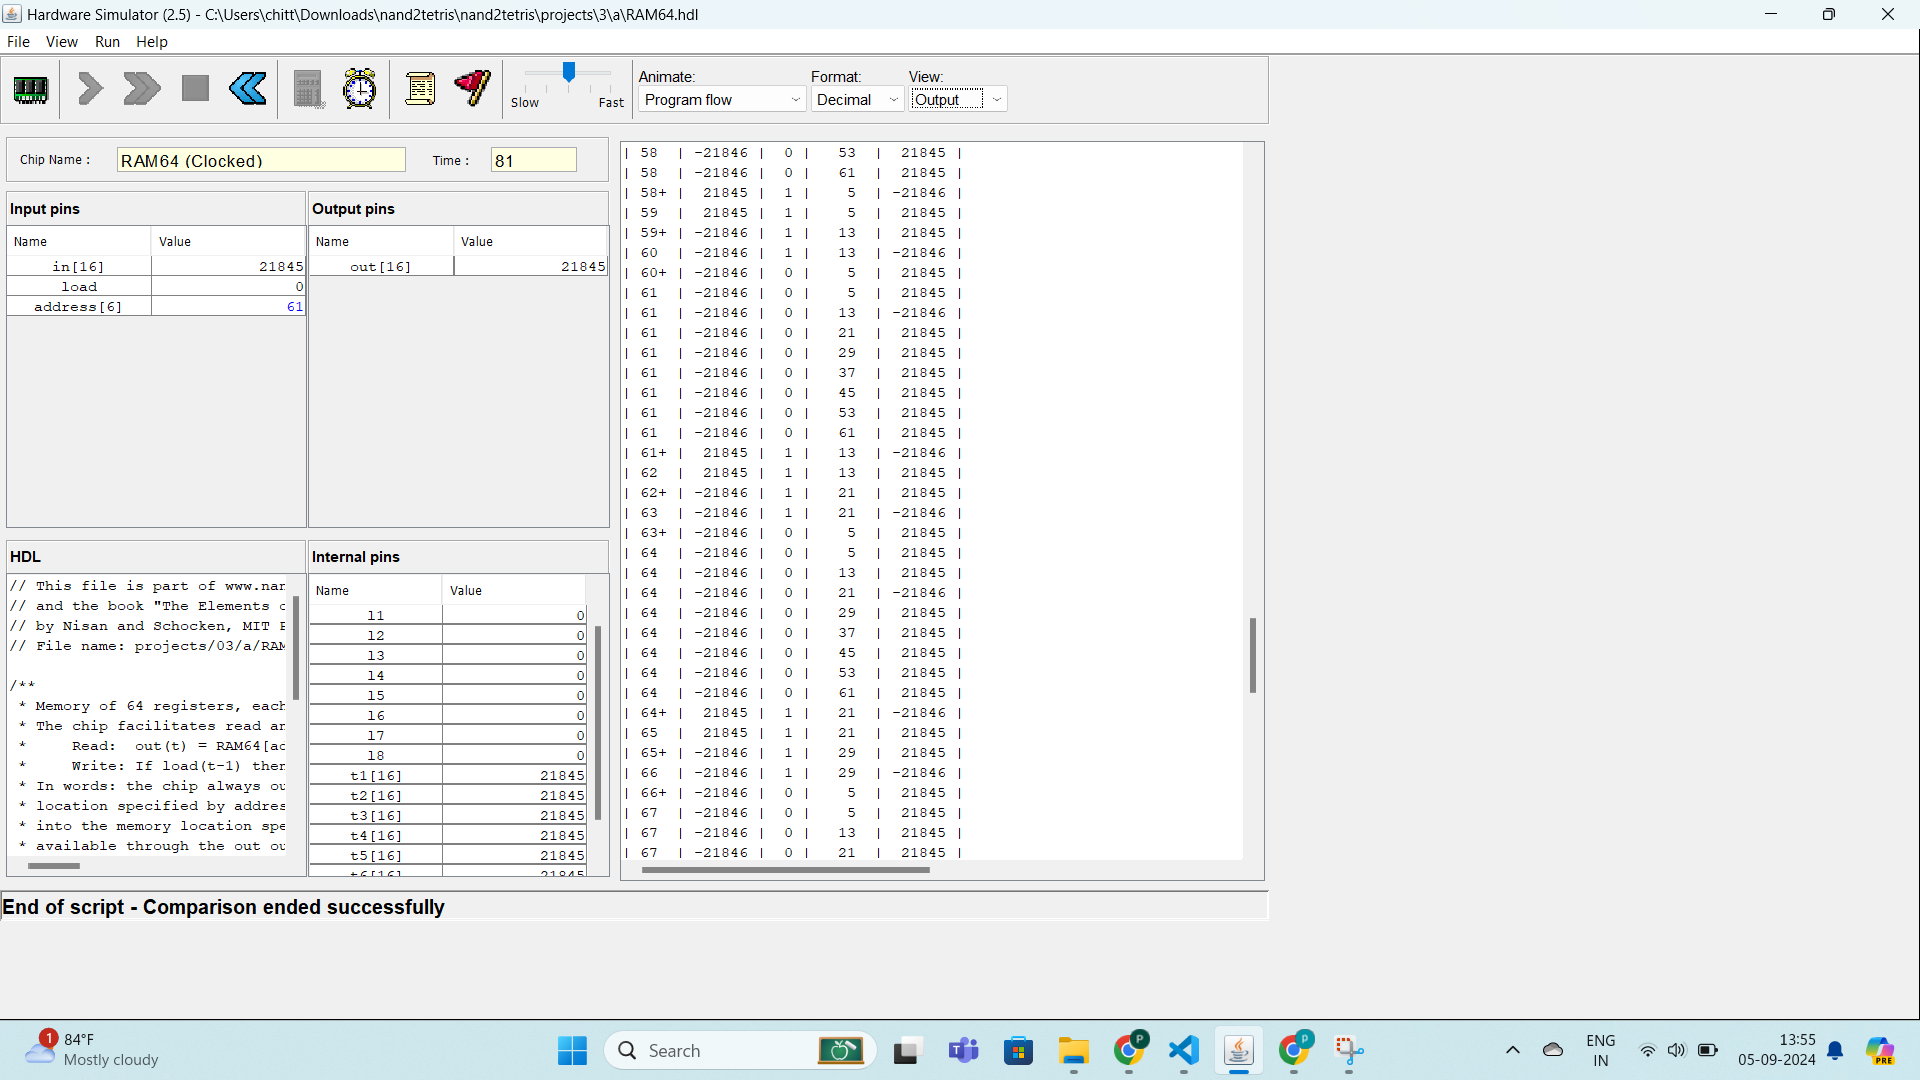 Hardware Simulator (2.5) - C:\Users\chitt\Downloads\nand2tetris\nand2tetris\projects\3\a\RAM64.hdl
File View Run Help
Slow Fast
Animate: Format: View:
Program flow Decimal Output
Chip Name : RAM64 (Clocked) Time : 81
Input pins
Name Value
in[16] 21845
load 0
address[6] 61
Output pins
Name Value
out[16] 21845
HDL
// This file is part of www.nan
// and the book "The Elements o
// by Nisan and Schocken, MIT P
// File name: projects/03/a/RAM
/**
* Memory of 64 registers, each
* The chip facilitates read an
* Read: out(t) = RAM64[ad
* Write: If load(t-1) then
* In words: the chip always ou
* location specified by addres
* into the memory location spe
* available through the out ou
Internal pins
Name Value
l1 0
l2 0
l3 0
l4 0
l5 0
l6 0
l7 0
l8 0
t1[16] 21845
t2[16] 21845
t3[16] 21845
t4[16] 21845
t5[16] 21845
t6[16] 21845
| 58 | -21846 | 0 | 53 | 21845 |
| 58 | -21846 | 0 | 61 | 21845 |
| 58+ | 21845 | 1 | 5 | -21846 |
| 59 | 21845 | 1 | 5 | 21845 |
| 59+ | -21846 | 1 | 13 | 21845 |
| 60 | -21846 | 1 | 13 | -21846 |
| 60+ | -21846 | 0 | 5 | 21845 |
| 61 | -21846 | 0 | 5 | 21845 |
| 61 | -21846 | 0 | 13 | -21846 |
| 61 | -21846 | 0 | 21 | 21845 |
| 61 | -21846 | 0 | 29 | 21845 |
| 61 | -21846 | 0 | 37 | 21845 |
| 61 | -21846 | 0 | 45 | 21845 |
| 61 | -21846 | 0 | 53 | 21845 |
| 61 | -21846 | 0 | 61 | 21845 |
| 61+ | 21845 | 1 | 13 | -21846 |
| 62 | 21845 | 1 | 13 | 21845 |
| 62+ | -21846 | 1 | 21 | 21845 |
| 63 | -21846 | 1 | 21 | -21846 |
| 63+ | -21846 | 0 | 5 | 21845 |
| 64 | -21846 | 0 | 5 | 21845 |
| 64 | -21846 | 0 | 13 | 21845 |
| 64 | -21846 | 0 | 21 | -21846 |
| 64 | -21846 | 0 | 29 | 21845 |
| 64 | -21846 | 0 | 37 | 21845 |
| 64 | -21846 | 0 | 45 | 21845 |
| 64 | -21846 | 0 | 53 | 21845 |
| 64 | -21846 | 0 | 61 | 21845 |
| 64+ | 21845 | 1 | 21 | -21846 |
| 65 | 21845 | 1 | 21 | 21845 |
| 65+ | -21846 | 1 | 29 | 21845 |
| 66 | -21846 | 1 | 29 | -21846 |
| 66+ | -21846 | 0 | 5 | 21845 |
| 67 | -21846 | 0 | 5 | 21845 |
| 67 | -21846 | 0 | 13 | 21845 |
| 67 | -21846 | 0 | 21 | 21845 |
End of script - Comparison ended successfully
1
84°F
Mostly cloudy
Search
P
P
ENG
IN
13:55
05-09-2024
PRE